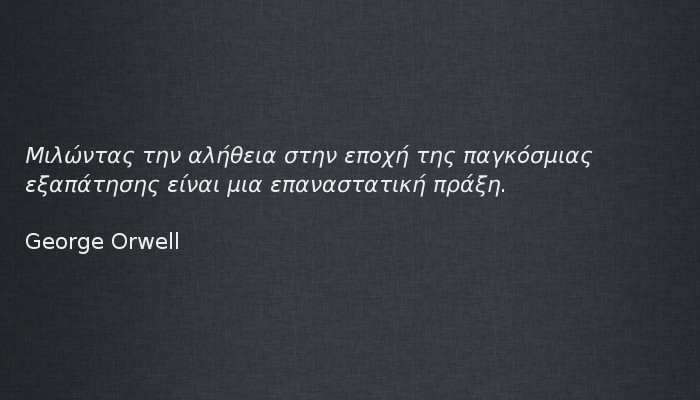 Μιλώντας την αλήθεια στην εποχή της παγκόσμιας
εξαπάτησης είναι μια επαναστατική πράξη.
George Orwell